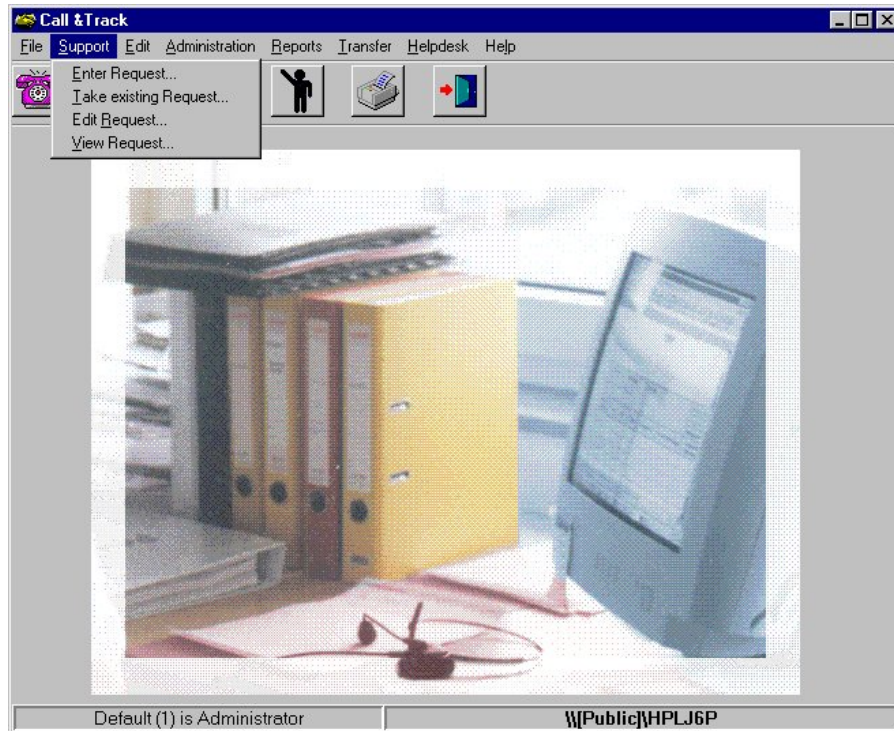 Call &Track
File Support Edit Administration Reports Transfer Helpdesk Help
Enter Request...
Take existing Request...
Edit Request...
View Request...
Default (1) is Administrator \\[Public]\HPLJ6P